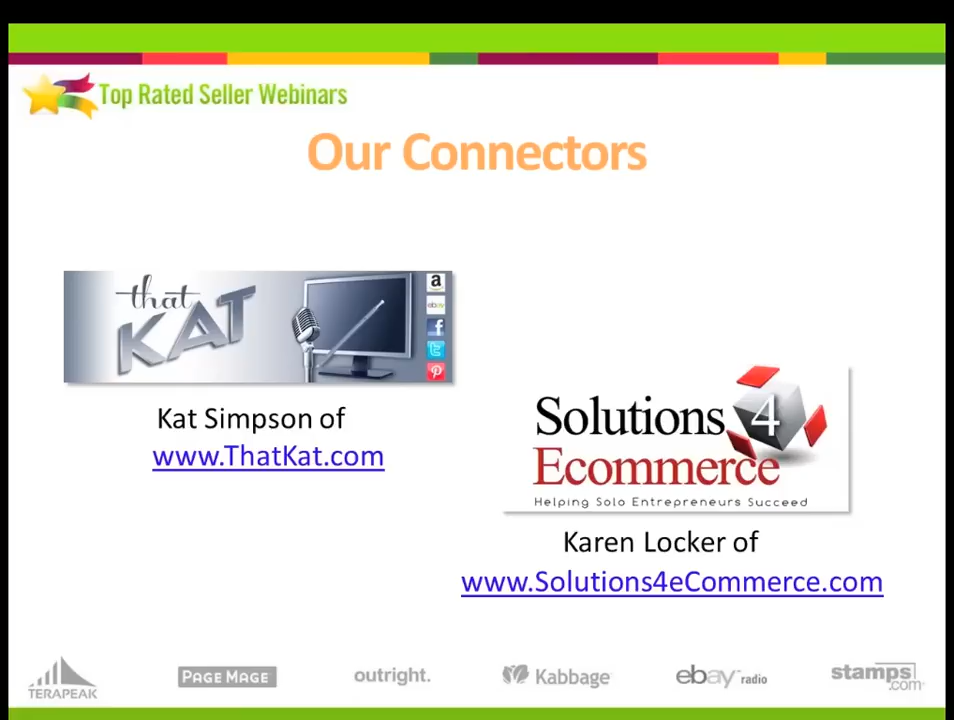 Top Rated Seller Webinars
Our Connectors
that
KAT
a
ebay
f
t
p
Kat Simpson of
www.ThatKat.com
Solutions 4
Ecommerce
Helping Solo Entrepreneurs Succeed
Karen Locker of
www.Solutions4eCommerce.com
TERAPEAK
PAGE MAGE
outright.
Kabbage
ebay radio
stamps
.com